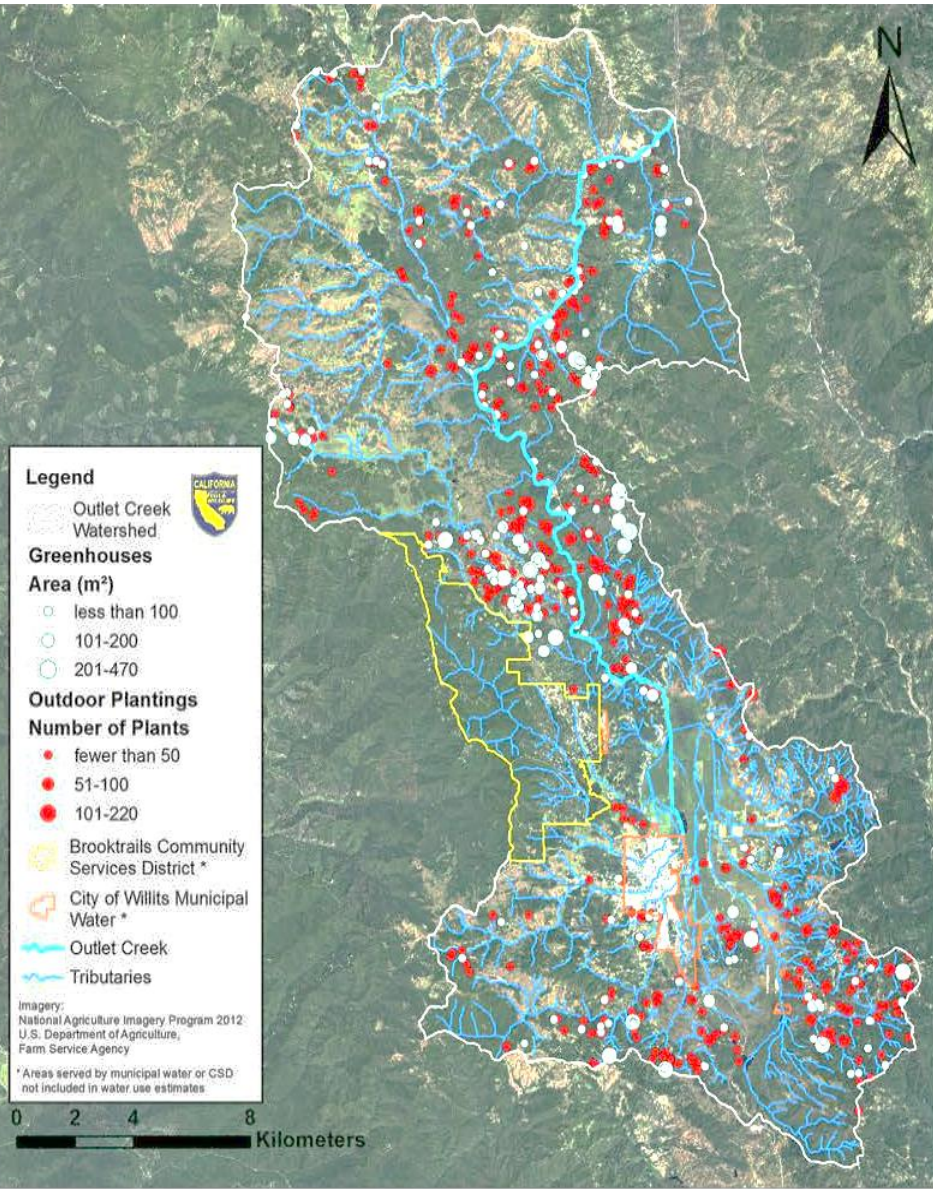 N
Legend
CALIFORNIA
Outlet Creek
Watershed
Greenhouses
Area (m²)
less than 100
101-200
201-470
Outdoor Plantings
Number of Plants
fewer than 50
51-100
101-220
Brooktrails Community
Services District *
City of Willits Municipal
Water *
Outlet Creek
Tributaries
Imagery:
National Agriculture Imagery Program 2012
U.S. Department of Agriculture,
Farm Service Agency
* Areas served by municipal water or CSD
not included in water use estimates
0 2 4 8
Kilometers